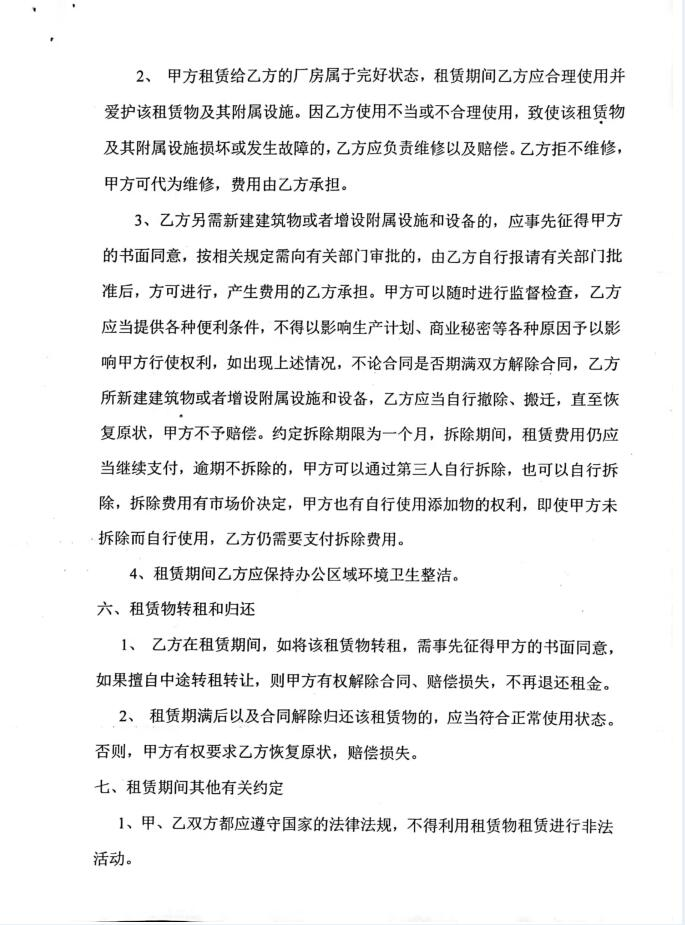 2、 甲方租赁给乙方的厂房属于完好状态，租赁期间乙方应合理使用并
爱护该租赁物及其附属设施。因乙方使用不当或不合理使用，致使该租赁物
及其附属设施损坏或发生故障的，乙方应负责维修以及赔偿。乙方拒不维修，
甲方可代为维修，费用由乙方承担。
3、乙方另需新建建筑物或者增设附属设施和设备的，应事先征得甲方
的书面同意，按相关规定需向有关部门审批的，由乙方自行报请有关部门批
准后，方可进行，产生费用的乙方承担。甲方可以随时进行监督检查，乙方
应当提供各种便利条件，不得以影响生产计划、商业秘密等各种原因予以影
响甲方行使权利，如出现上述情况，不论合同是否期满双方解除合同，乙方
所新建建筑物或者增设附属设施和设备，乙方应当自行撤除、搬迁，直至恢
复原状，甲方不予赔偿。约定拆除期限为一个月，拆除期间，租赁费用仍应
当继续支付，逾期不拆除的，甲方可以通过第三人自行拆除，也可以自行拆
除，拆除费用有市场价决定，甲方也有自行使用添加物的权利，即使甲方未
拆除而自行使用，乙方仍需要支付拆除费用。
4、租赁期间乙方应保持办公区域环境卫生整洁。
六、租赁物转租和归还
1、 乙方在租赁期间，如将该租赁物转租，需事先征得甲方的书面同意，
如果擅自中途转租转让，则甲方有权解除合同、赔偿损失，不再退还租金。
2、 租赁期满后以及合同解除归还该租赁物的，应当符合正常使用状态。
否则，甲方有权要求乙方恢复原状，赔偿损失。
七、租赁期间其他有关约定
1、甲、乙双方都应遵守国家的法律法规，不得利用租赁物租赁进行非法
活动。